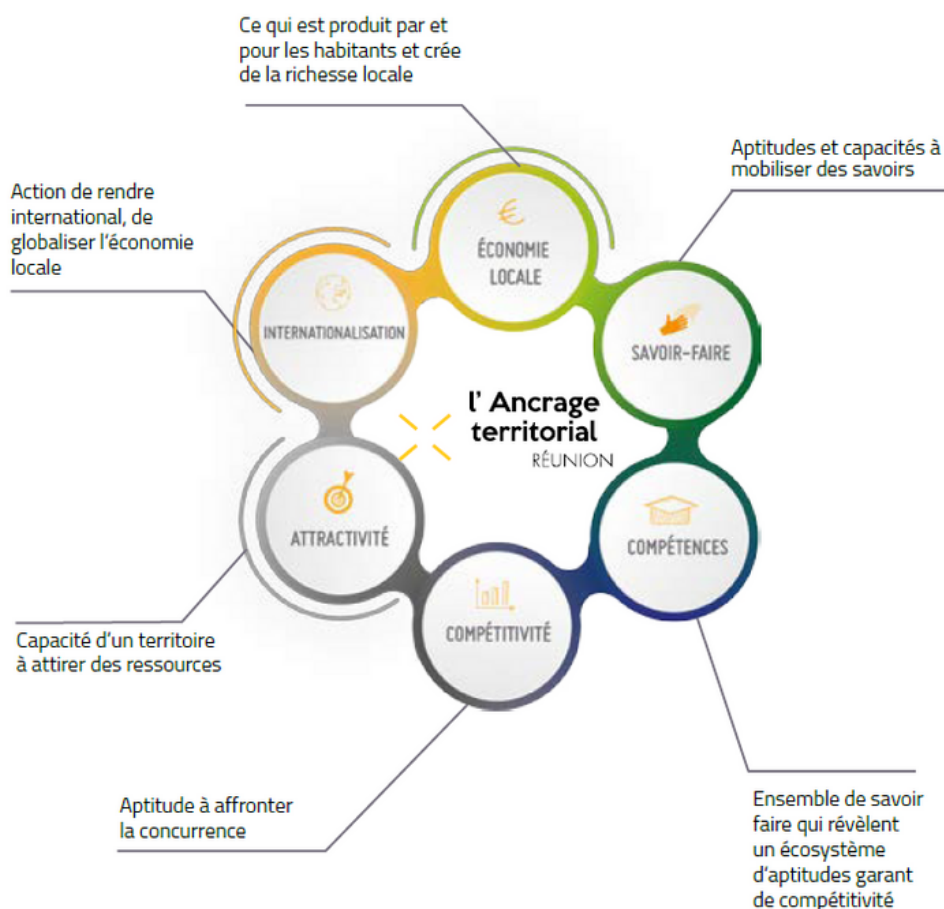 Ce qui est produit par et
pour les habitants et crée
de la richesse locale
Aptitudes et capacités à
mobiliser des savoirs
Action de rendre
international, de
globaliser l'économie
locale
€
ÉCONOMIE
LOCALE
INTERNATIONALISATION
SAVOIR-FAIRE
l' Ancrage
territorial
RÉUNION
ATTRACTIVITÉ
COMPÉTENCES
COMPÉTITIVITÉ
Capacité d'un territoire
à attirer des ressources
Aptitude à affronter
la concurrence
Ensemble de savoir
faire qui révèlent
un écosystème
d'aptitudes garant
de compétitivité